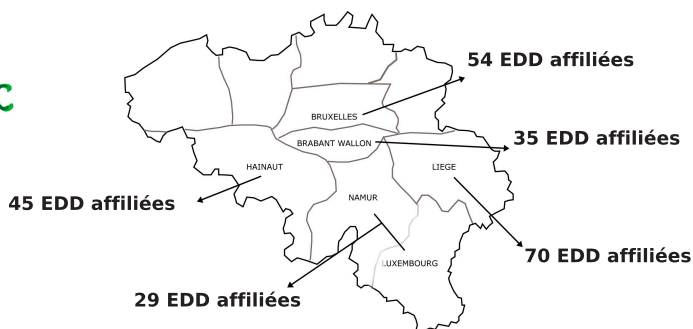 C
54 EDD affiliées
BRUXELLES
35 EDD affiliées
BRABANT WALLON
HAINAUT
LIEGE
45 EDD affiliées
NAMUR
70 EDD affiliées
LUXEMBOURG
29 EDD affiliées